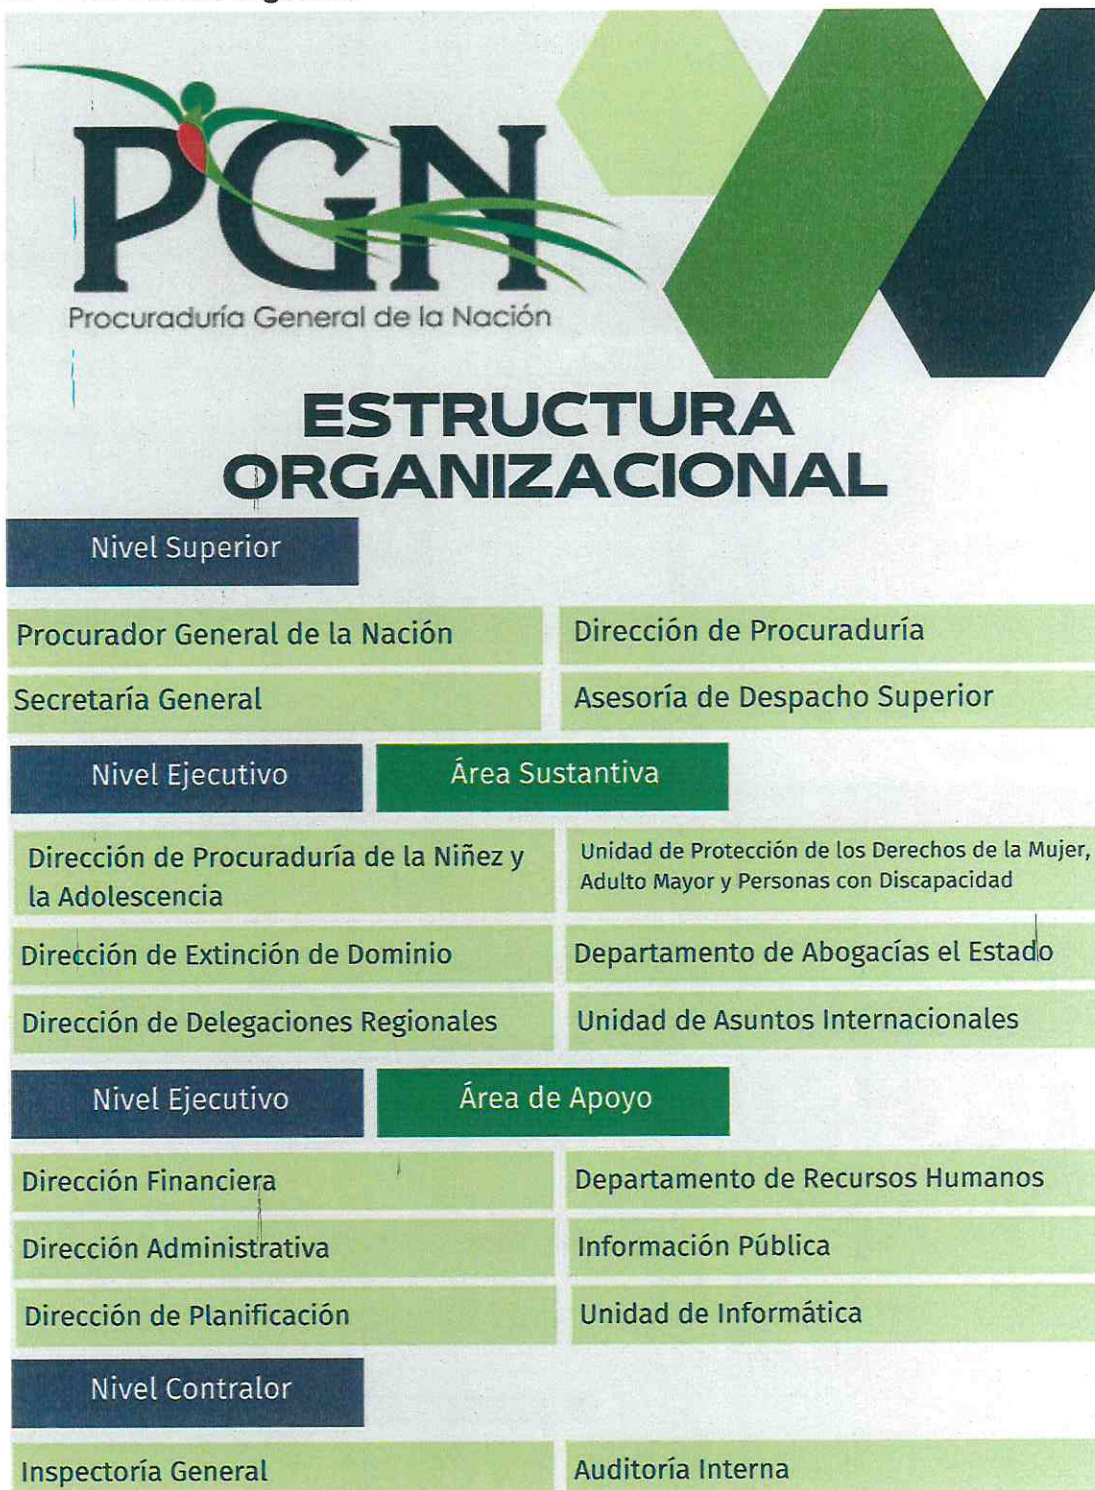 PGN
Procuraduría General de la Nación
ESTRUCTURA
ORGANIZACIONAL
Nivel Superior
Procurador General de la Nación
Dirección de Procuraduría
Secretaría General
Asesoría de Despacho Superior
Nivel Ejecutivo
Área Sustantiva
Dirección de Procuraduría de la Niñez y
la Adolescencia
Unidad de Protección de los Derechos de la Mujer,
Adulto Mayor y Personas con Discapacidad
Dirección de Extinción de Dominio
Departamento de Abogacías el Estado
Dirección de Delegaciones Regionales
Unidad de Asuntos Internacionales
Nivel Ejecutivo
Área de Apoyo
Dirección Financiera
Departamento de Recursos Humanos
Dirección Administrativa
Información Pública
Dirección de Planificación
Unidad de Informática
Nivel Contralor
Inspectoría General
Auditoría Interna